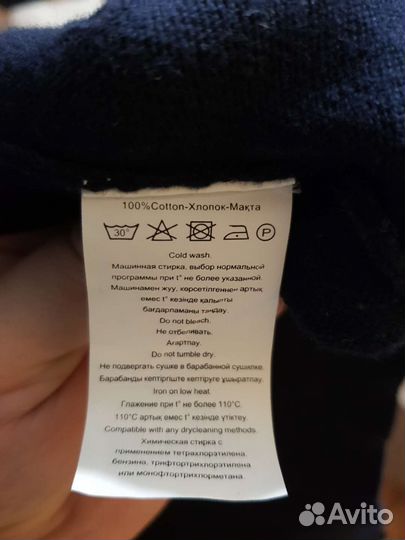 100%Cotton-Хлопок-Мақта
30°
P
Cold wash.
Машинная стирка, выбор нормальной
программы при t° не более указанной.
Машинамен жуу, көрсетілгеннен артық
емес t° кезінде қалыпты
бағдарламаны таңдау.
Do not bleach.
Не отбеливать.
Ағартпау.
Do not tumble dry.
Не подвергать сушке в барабанной сушилке.
Барабанды кептіргіште кептіруге ұшыратпау.
Iron on low heat.
Глажение при t° не более 110°С.
110°С артық емес t° кезінде үтіктеу.
Compatible with any drycleaning methods.
Химическая стирка с
применением тетрахлорэтилена,
бензина, трифтортрихлорэтилена
или монофтортрихлорметана.
Avito